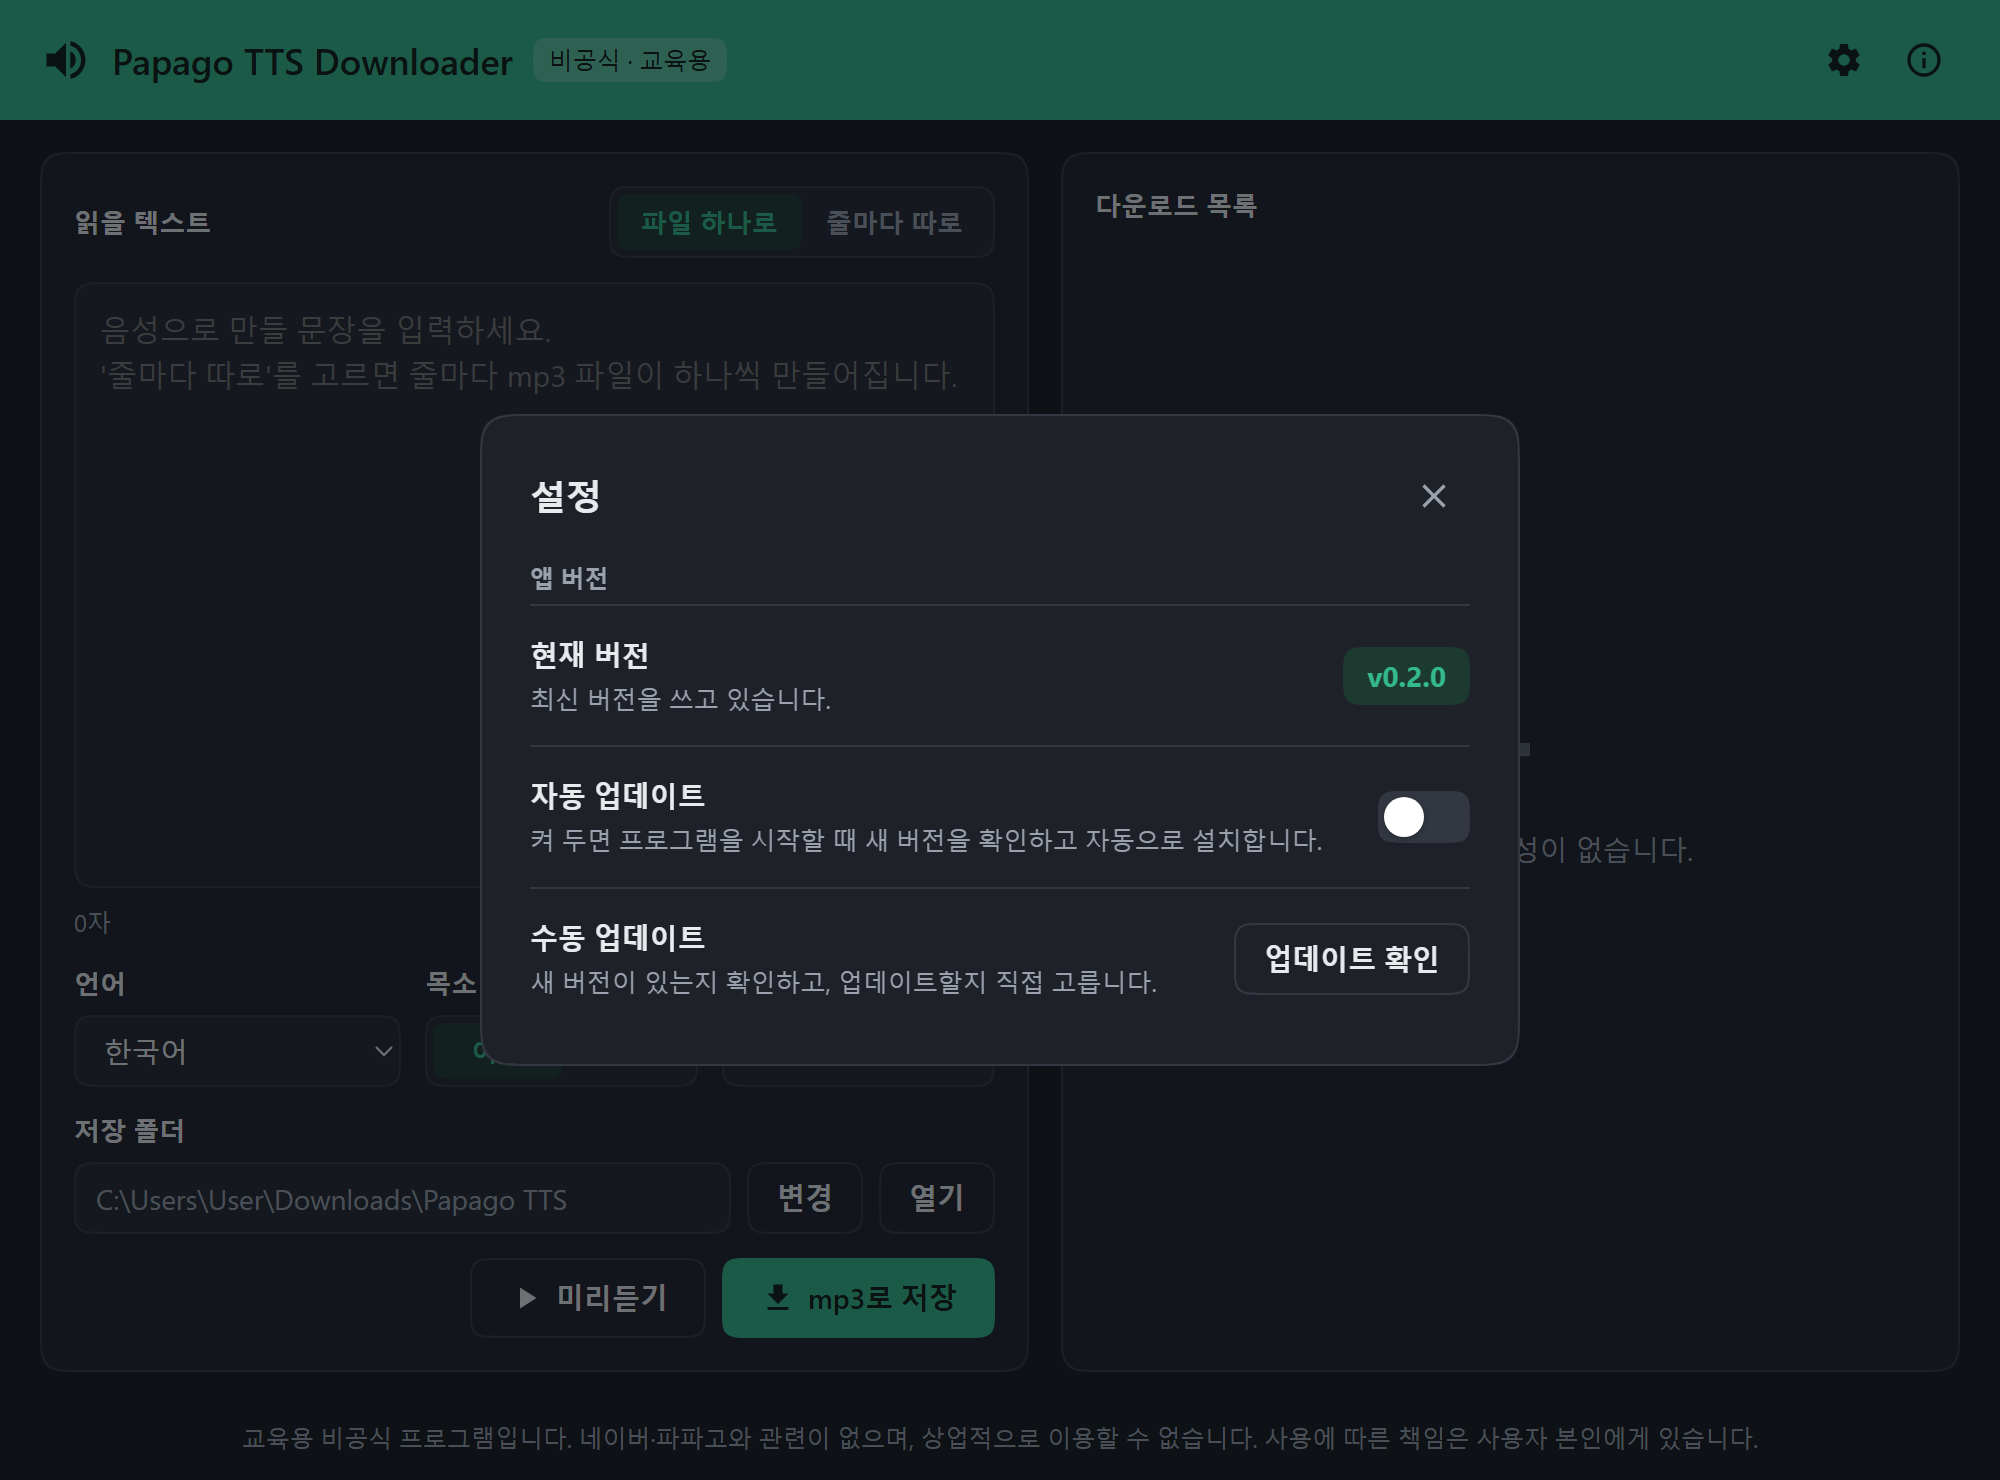 Papago TTS Downloader
비공식 · 교육용
읽을 텍스트
파일 하나로
줄마다 따로
음성으로 만들 문장을 입력하세요.
'줄마다 따로'를 고르면 줄마다 mp3 파일이 하나씩 만들어집니다.
0자
언어
목소
한국어
저장 폴더
C:\Users\User\Downloads\Papago TTS
변경
열기
미리듣기
mp3로 저장
다운로드 목록
없습니다.
설정
앱 버전
현재 버전
최신 버전을 쓰고 있습니다.
v0.2.0
자동 업데이트
켜 두면 프로그램을 시작할 때 새 버전을 확인하고 자동으로 설치합니다.
수동 업데이트
새 버전이 있는지 확인하고, 업데이트할지 직접 고릅니다.
업데이트 확인
교육용 비공식 프로그램입니다. 네이버·파파고와 관련이 없으며, 상업적으로 이용할 수 없습니다. 사용에 따른 책임은 사용자 본인에게 있습니다.